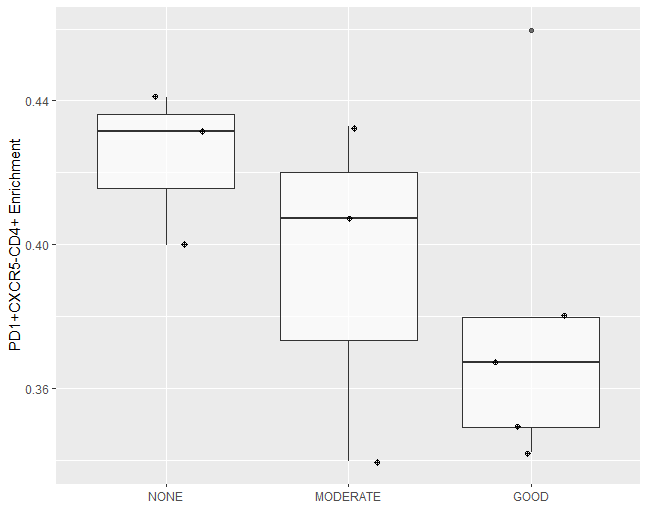 PD1+CXCR5-CD4+ Enrichment
0.44
0.40
0.36
NONE MODERATE GOOD